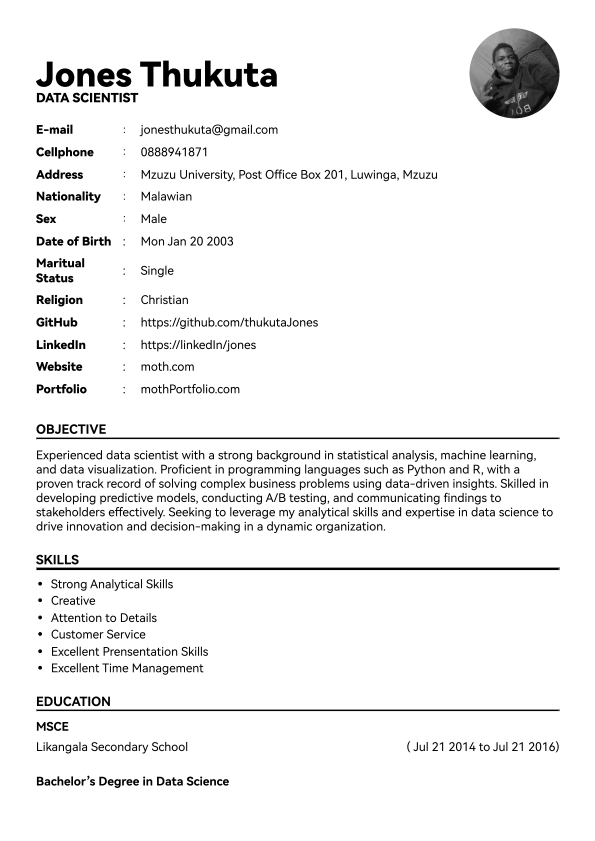 Jones Thukuta
DATA SCIENTIST
108
E-mail : jonesthukuta@gmail.com
Cellphone : 0888941871
Address : Mzuzu University, Post Office Box 201, Luwinga, Mzuzu
Nationality : Malawian
Sex : Male
Date of Birth : Mon Jan 20 2003
Maritual
Status : Single
Religion : Christian
GitHub : https://github.com/thukutaJones
LinkedIn : https://linkedIn/jones
Website : moth.com
Portfolio : mothPortfolio.com
OBJECTIVE
Experienced data scientist with a strong background in statistical analysis, machine learning,
and data visualization. Proficient in programming languages such as Python and R, with a
proven track record of solving complex business problems using data-driven insights. Skilled in
developing predictive models, conducting A/B testing, and communicating findings to
stakeholders effectively. Seeking to leverage my analytical skills and expertise in data science to
drive innovation and decision-making in a dynamic organization.
SKILLS
• Strong Analytical Skills
• Creative
• Attention to Details
• Customer Service
• Excellent Prensentation Skills
• Excellent Time Management
EDUCATION
MSCE
Likangala Secondary School ( Jul 21 2014 to Jul 21 2016)
Bachelor's Degree in Data Science